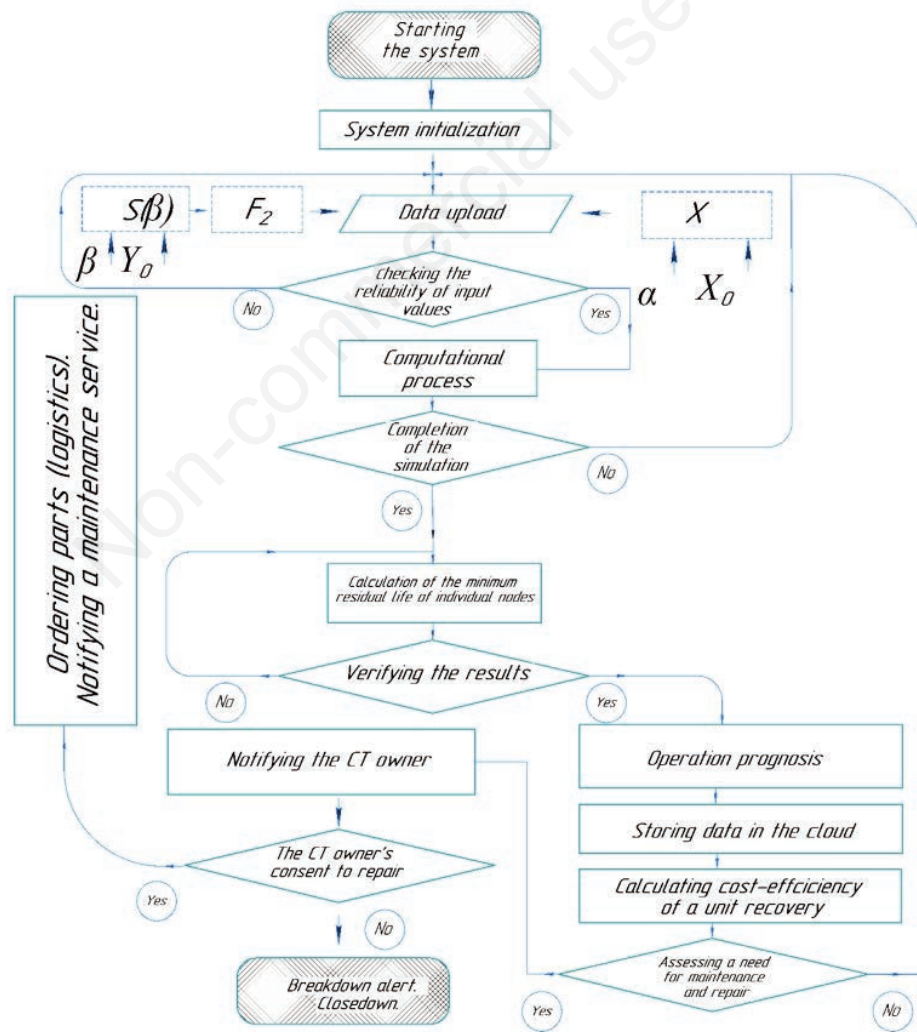 Starting
the system
System initialization
S(β)
F₂
Data upload
X
β
Y₀
α
X₀
Checking the
reliability of input
values
No
Yes
Computational
process
Completion
of the
simulation
No
Yes
Ordering parts (logistics).
Notifying a maintenance service.
Calculation of the minimum
residual life of individual nodes
Verifying the results
No
Yes
Notifying the CT owner
Operation prognosis
Storing data in the cloud
The CT owner's
consent to repair
Calculating cost-effciciency
of a unit recovery
Yes
No
Assessing a need
for maintenance
and repair
Breakdown alert.
Closedown.
Yes
No
Non-commercial use